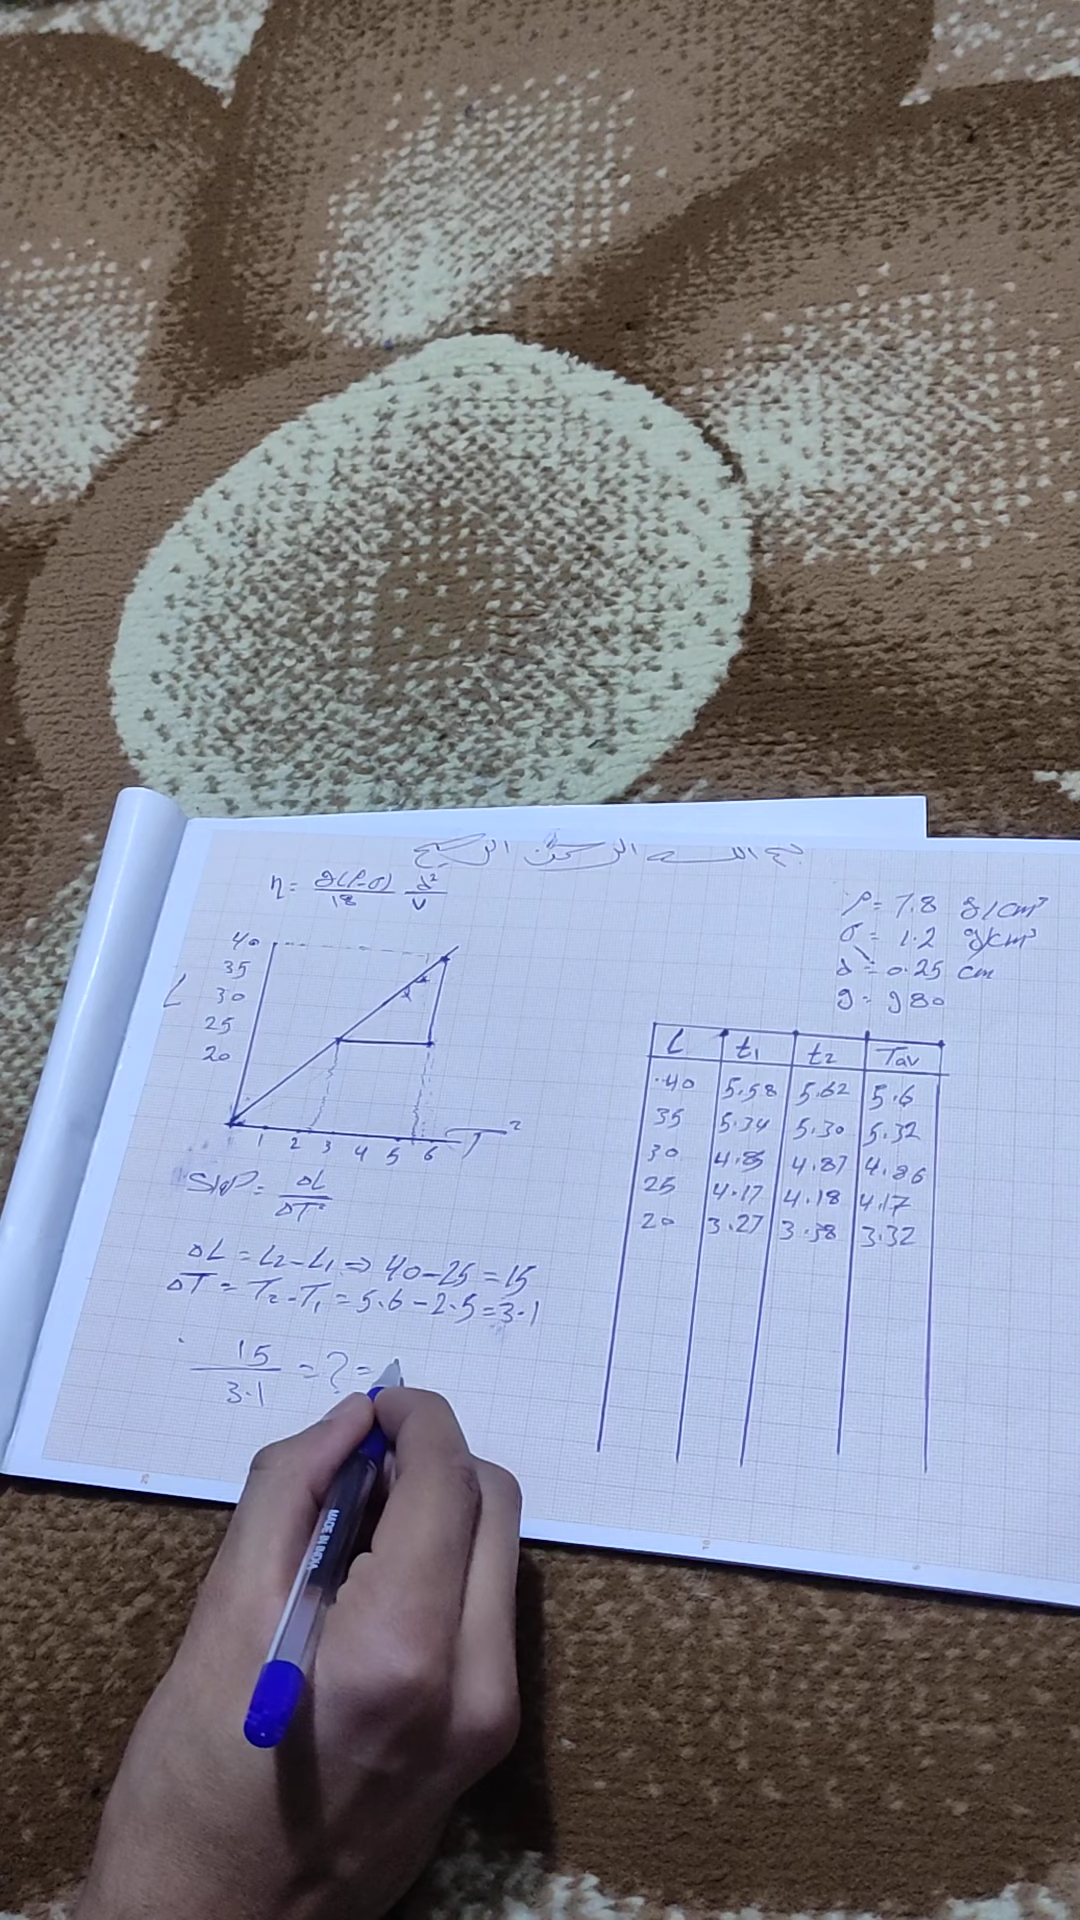 بسم الله الرحمن الرحيم
η = g(ρ-σ)/18 d²/v
ρ = 7.8 g/cm³
σ = 1.2 g/cm³
d = 0.25 cm
g = 980
40
35
L 30
25
20
1 2 3 4 5 6 T²
L t₁ t₂ Tav
40 5.58 5.62 5.6
35 5.34 5.30 5.32
30 4.85 4.87 4.86
25 4.17 4.18 4.17
20 3.27 3.38 3.32
Slop = ΔL/ΔT²
ΔL = L₂-L₁ ⇒ 40-25 = 15
ΔT = T₂-T₁ = 5.6-2.5 = 3.1
15/3.1 = ? =
MADE IN INDIA